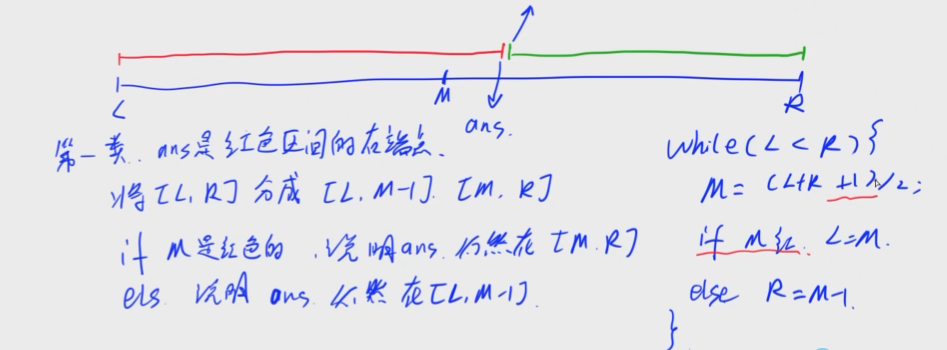 L M R
ans.
第一类. ans是红色区间的右端点.
将[L, R] 分成 [L, M-1]. [M, R]
if M是红色的, 说明ans 仍然在 [M. R]
els. 说明 ans. 必然在[L, M-1].
while(L < R){
M = (L+R +1)/2;
if M红. L=M.
else R=M-1.
}